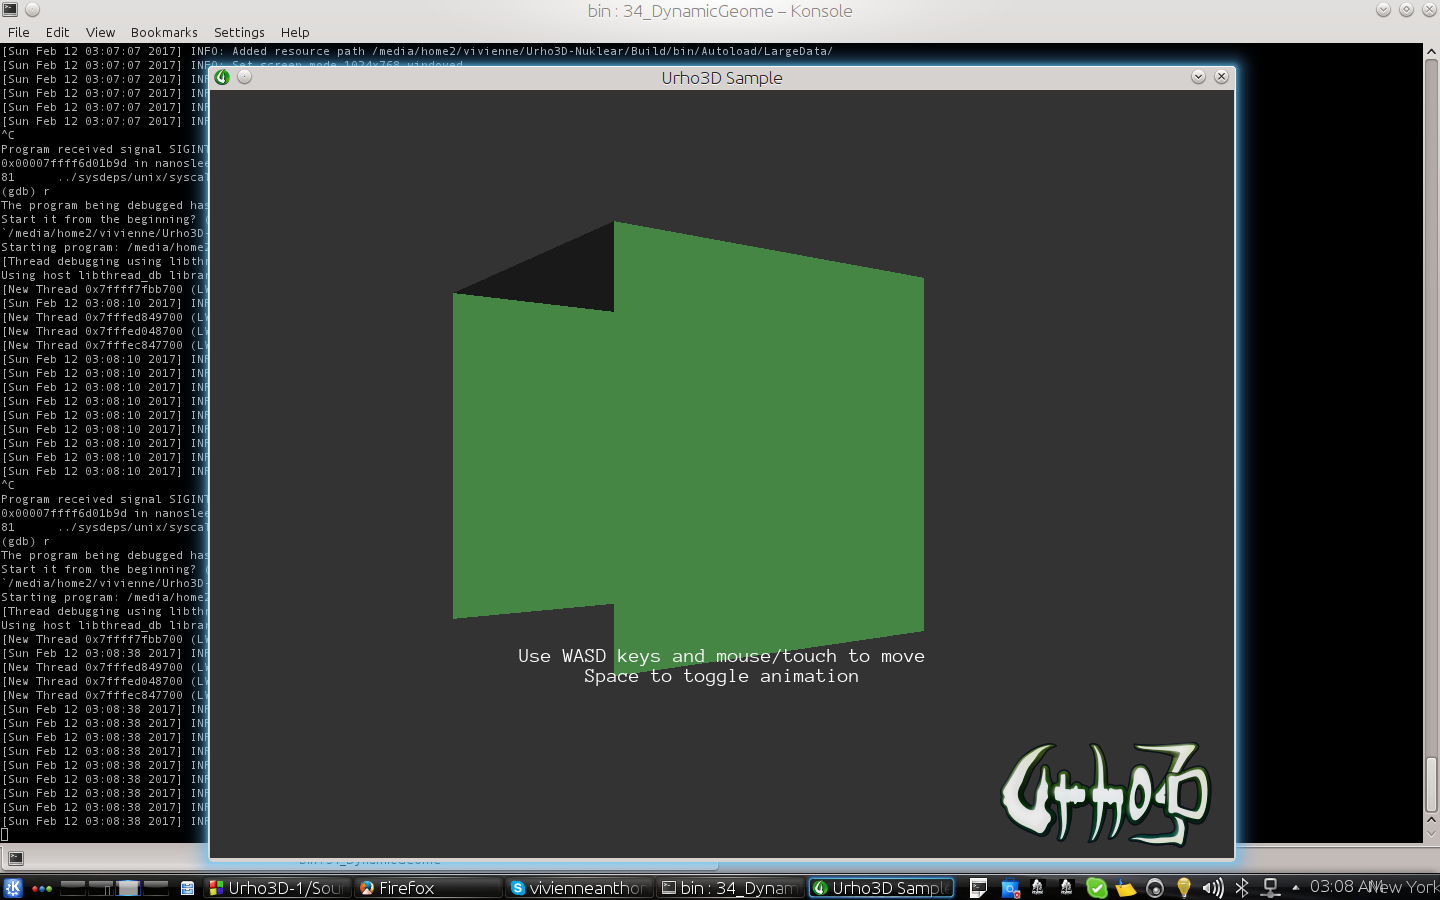 bin : 34_DynamicGeome – Konsole
File Edit View Bookmarks Settings Help
[Sun Feb 12 03:07:07 2017] INFO: Added resource path /media/home2/vivienne/Urho3D-Nuklear/Build/bin/Autoload/LargeData/
[Sun Feb 12 03:07:07 2017] INFO: Set screen mode 1024x768 windowed
[Sun Feb 12 03:07:07 2017] INF
[Sun Feb 12 03:07:07 2017] INF
[Sun Feb 12 03:07:07 2017] INF
[Sun Feb 12 03:07:07 2017] INF
^C
Program received signal SIGINT
0x00007ffff6d01b9d in nanoslee
81 ../sysdeps/unix/syscal
(gdb) r
The program being debugged has
Start it from the beginning? (
`/media/home2/vivienne/Urho3D-
Starting program: /media/home2
[Thread debugging using libthr
Using host libthread_db librar
[New Thread 0x7ffff7fbb700 (LW
[Sun Feb 12 03:08:10 2017] INF
[New Thread 0x7fffed849700 (LW
[New Thread 0x7fffed048700 (LW
[New Thread 0x7fffec847700 (LW
[Sun Feb 12 03:08:10 2017] INF
[Sun Feb 12 03:08:10 2017] INF
[Sun Feb 12 03:08:10 2017] INF
[Sun Feb 12 03:08:10 2017] INF
[Sun Feb 12 03:08:10 2017] INF
[Sun Feb 12 03:08:10 2017] INF
[Sun Feb 12 03:08:10 2017] INF
[Sun Feb 12 03:08:10 2017] INF
[Sun Feb 12 03:08:10 2017] INF
^C
Program received signal SIGINT
0x00007ffff6d01b9d in nanoslee
81 ../sysdeps/unix/syscal
(gdb) r
The program being debugged has
Start it from the beginning? (
`/media/home2/vivienne/Urho3D-
Starting program: /media/home2
[Thread debugging using libthr
Using host libthread_db librar
[New Thread 0x7ffff7fbb700 (LW
[Sun Feb 12 03:08:38 2017] INF
[New Thread 0x7fffed849700 (LW
[New Thread 0x7fffed048700 (LW
[New Thread 0x7fffec847700 (LW
[Sun Feb 12 03:08:38 2017] INF
[Sun Feb 12 03:08:38 2017] INF
[Sun Feb 12 03:08:38 2017] INF
[Sun Feb 12 03:08:38 2017] INF
[Sun Feb 12 03:08:38 2017] INF
[Sun Feb 12 03:08:38 2017] INF
[Sun Feb 12 03:08:38 2017] INF
[Sun Feb 12 03:08:38 2017] INF
[Sun Feb 12 03:08:38 2017] INF
Urho3D Sample
Use WASD keys and mouse/touch to move
Space to toggle animation
Urho3D
bin : 34_DynamicGeome
Urho3D-1/Sour Firefox vivienneanthor bin : 34_Dynam Urho3D Sample 03:08 AM New York